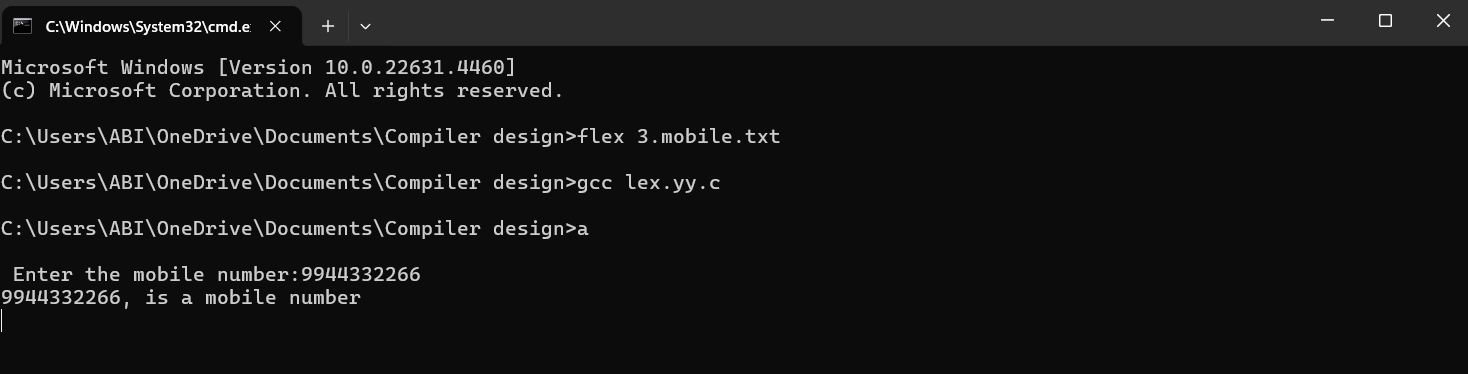 C:\Windows\System32\cmd.e
Microsoft Windows [Version 10.0.22631.4460]
(c) Microsoft Corporation. All rights reserved.
C:\Users\ABI\OneDrive\Documents\Compiler design>flex 3.mobile.txt
C:\Users\ABI\OneDrive\Documents\Compiler design>gcc lex.yy.c
C:\Users\ABI\OneDrive\Documents\Compiler design>a
Enter the mobile number:9944332266
9944332266, is a mobile number